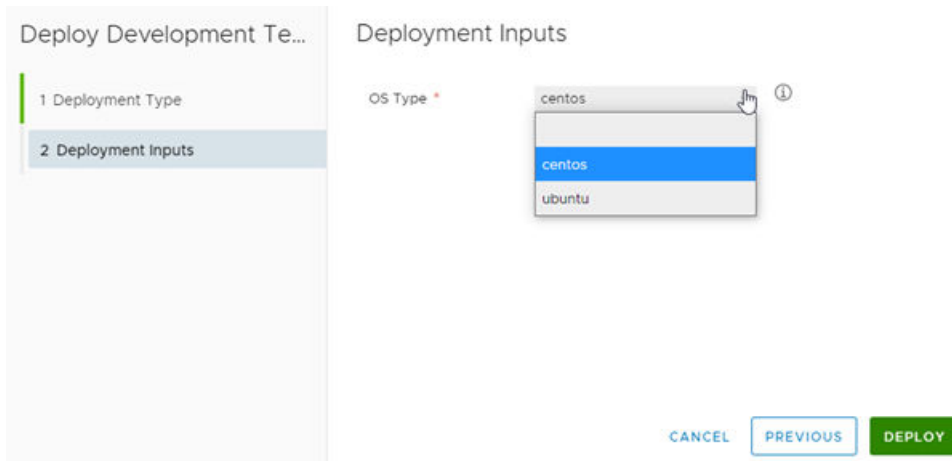 Deploy Development Te...
1 Deployment Type
2 Deployment Inputs
Deployment Inputs
OS Type *
centos
centos
ubuntu
CANCEL
PREVIOUS
DEPLOY